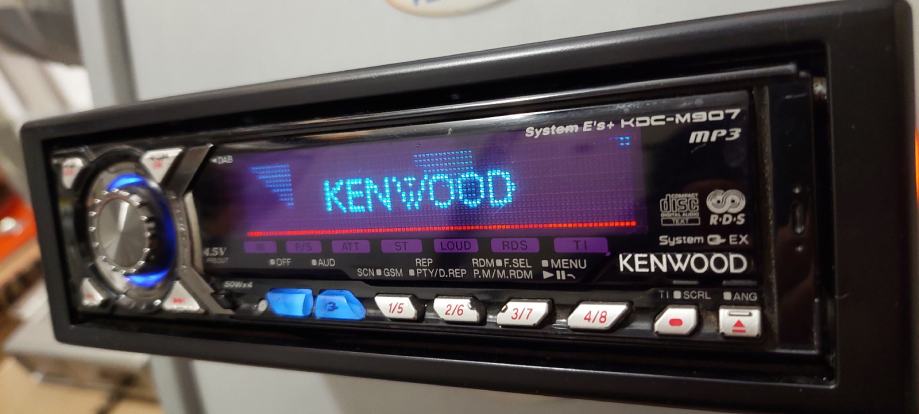 System E's+ KDC-M907
MP3
DAB
KENWOOD
COMPACT
disc
DIGITAL AUDIO
TEXT
R·D·S
System Q EX
KENWOOD
4.5V
PREOUT
F/S ATT ST LOUD RDS TI
OFF AUD REP RDM F.SEL MENU
SCN GSM PTY/D.REP P.M/M.RDM
50W×4
TI SCRL ANG
1/5 2/6 3/7 4/8